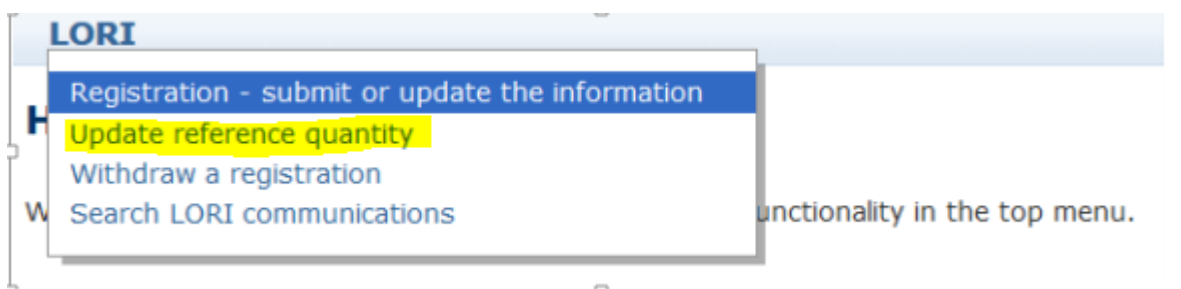 LORI
Registration - submit or update the information
H
Update reference quantity
Withdraw a registration
W
Search LORI communications
unctionality in the top menu.